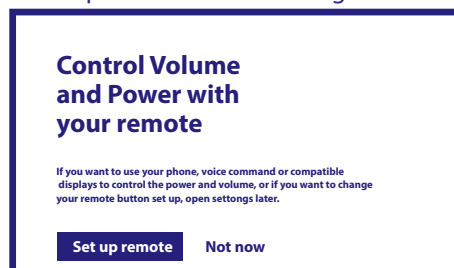 Control Volume
and Power with
your remote
If you want to use your phone, voice command or compatible
displays to control the power and volume, or if you want to change
your remote button set up, open settongs later.
Set up remote
Not now